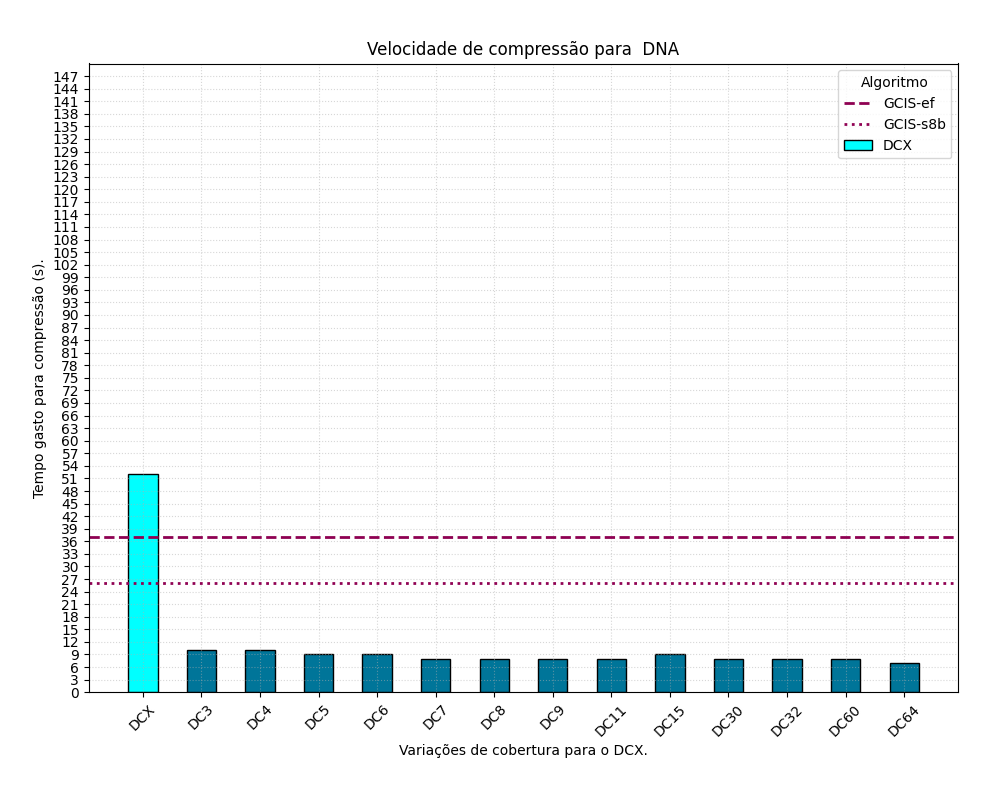 Velocidade de compressão para  DNA
Algoritmo
GCIS-ef
GCIS-s8b
DCX
Tempo gasto para compressão (s).
147
144
141
138
135
132
129
126
123
120
117
114
111
108
105
102
99
96
93
90
87
84
81
78
75
72
69
66
63
60
57
54
51
48
45
42
39
36
33
30
27
24
21
18
15
12
9
6
3
0
DCX
DC3
DC4
DC5
DC6
DC7
DC8
DC9
DC11
DC15
DC30
DC32
DC60
DC64
Variações de cobertura para o DCX.